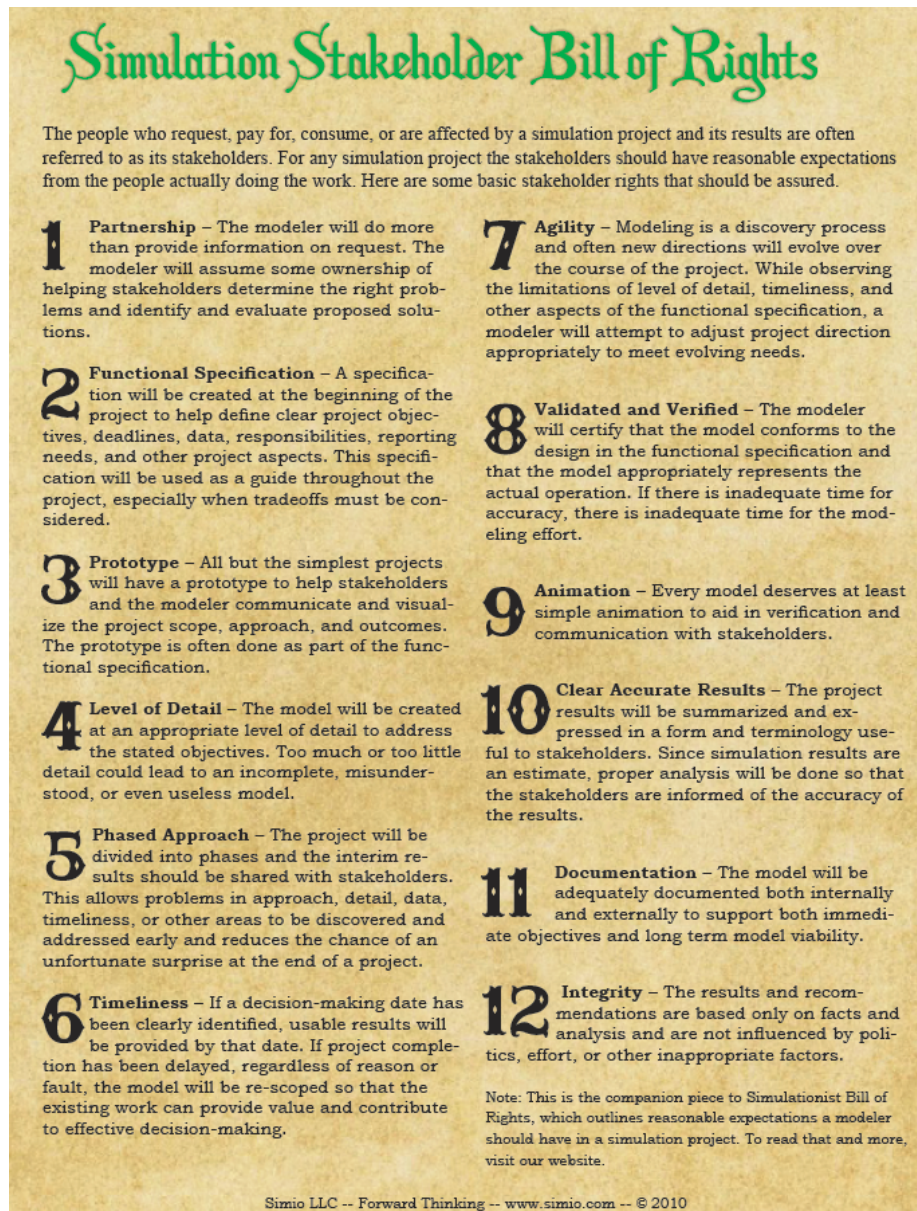 Simulation Stakeholder Bill of Rights
The people who request, pay for, consume, or are affected by a simulation project and its results are often
referred to as its stakeholders. For any simulation project the stakeholders should have reasonable expectations
from the people actually doing the work. Here are some basic stakeholder rights that should be assured.
1 Partnership – The modeler will do more
than provide information on request. The
modeler will assume some ownership of
helping stakeholders determine the right prob-
lems and identify and evaluate proposed solu-
tions.
2 Functional Specification – A specifica-
tion will be created at the beginning of the
project to help define clear project objec-
tives, deadlines, data, responsibilities, reporting
needs, and other project aspects. This specifi-
cation will be used as a guide throughout the
project, especially when tradeoffs must be con-
sidered.
3 Prototype – All but the simplest projects
will have a prototype to help stakeholders
and the modeler communicate and visual-
ize the project scope, approach, and outcomes.
The prototype is often done as part of the func-
tional specification.
4 Level of Detail – The model will be created
at an appropriate level of detail to address
the stated objectives. Too much or too little
detail could lead to an incomplete, misunder-
stood, or even useless model.
5 Phased Approach – The project will be
divided into phases and the interim re-
sults should be shared with stakeholders.
This allows problems in approach, detail, data,
timeliness, or other areas to be discovered and
addressed early and reduces the chance of an
unfortunate surprise at the end of a project.
6 Timeliness – If a decision-making date has
been clearly identified, usable results will
be provided by that date. If project comple-
tion has been delayed, regardless of reason or
fault, the model will be re-scoped so that the
existing work can provide value and contribute
to effective decision-making.
7 Agility – Modeling is a discovery process
and often new directions will evolve over
the course of the project. While observing
the limitations of level of detail, timeliness, and
other aspects of the functional specification, a
modeler will attempt to adjust project direction
appropriately to meet evolving needs.
8 Validated and Verified – The modeler
will certify that the model conforms to the
design in the functional specification and
that the model appropriately represents the
actual operation. If there is inadequate time for
accuracy, there is inadequate time for the mod-
eling effort.
9 Animation – Every model deserves at least
simple animation to aid in verification and
communication with stakeholders.
10 Clear Accurate Results – The project
results will be summarized and ex-
pressed in a form and terminology use-
ful to stakeholders. Since simulation results are
an estimate, proper analysis will be done so that
the stakeholders are informed of the accuracy of
the results.
11 Documentation – The model will be
adequately documented both internally
and externally to support both immedi-
ate objectives and long term model viability.
12 Integrity – The results and recom-
mendations are based only on facts and
analysis and are not influenced by poli-
tics, effort, or other inappropriate factors.
Note: This is the companion piece to Simulationist Bill of
Rights, which outlines reasonable expectations a modeler
should have in a simulation project. To read that and more,
visit our website.
Simio LLC -- Forward Thinking -- www.simio.com -- © 2010